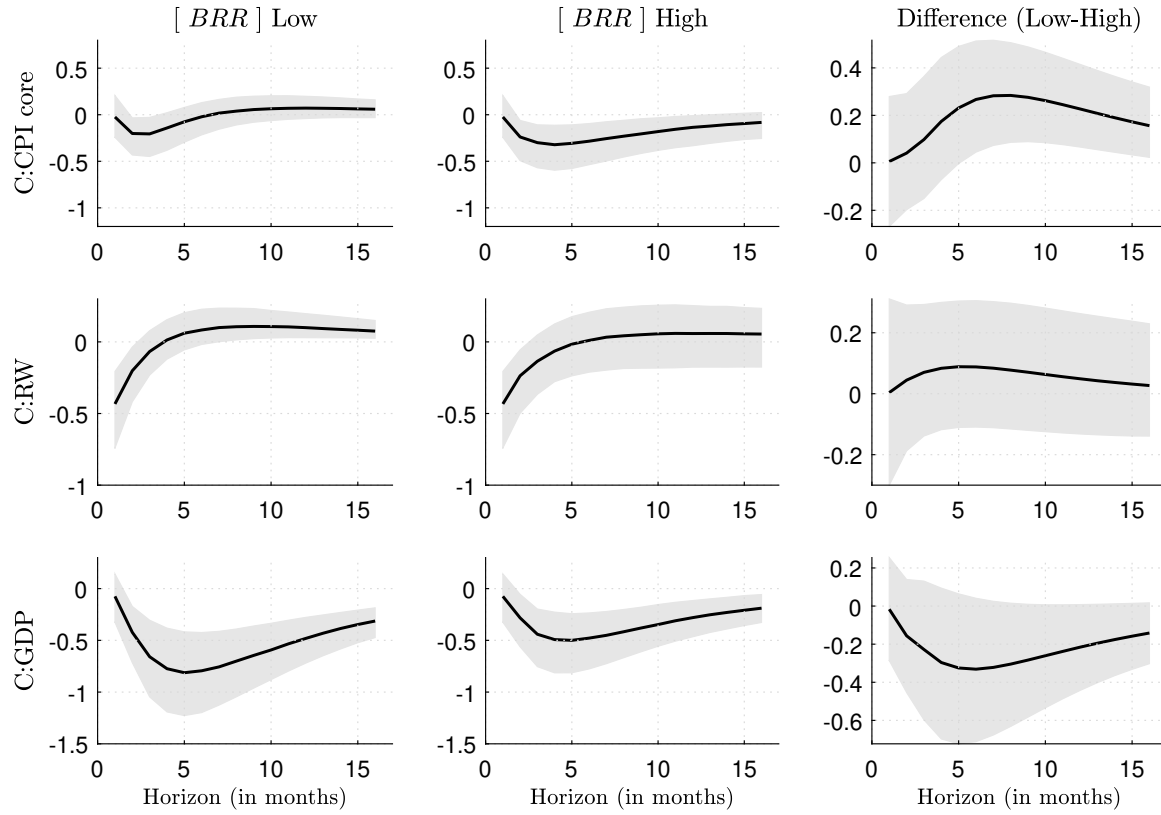 [ BRR ] Low
[ BRR ] High
Difference (Low-High)
C:CPI core
0.5
0
-0.5
-1
0 5 10 15
0.5
0
-0.5
-1
0 5 10 15
0.4
0.2
0
-0.2
0 5 10 15
C:RW
0
-0.5
-1
0 5 10 15
0
-0.5
-1
0 5 10 15
0.2
0
-0.2
0 5 10 15
C:GDP
0
-0.5
-1
-1.5
0 5 10 15
Horizon (in months)
0
-0.5
-1
-1.5
0 5 10 15
Horizon (in months)
0.2
0
-0.2
-0.4
-0.6
0 5 10 15
Horizon (in months)